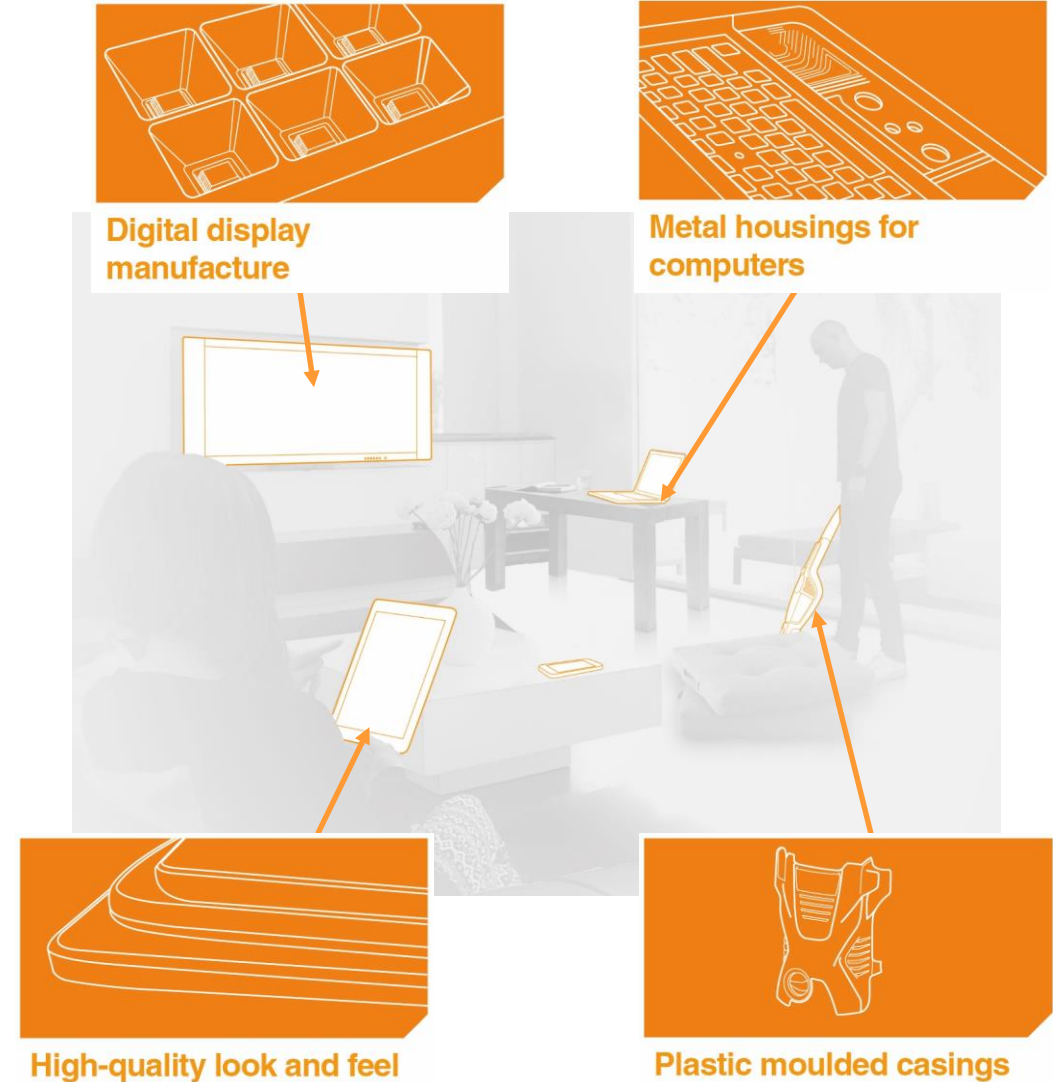 Digital display
manufacture
Metal housings for
computers
High-quality look and feel
Plastic moulded casings